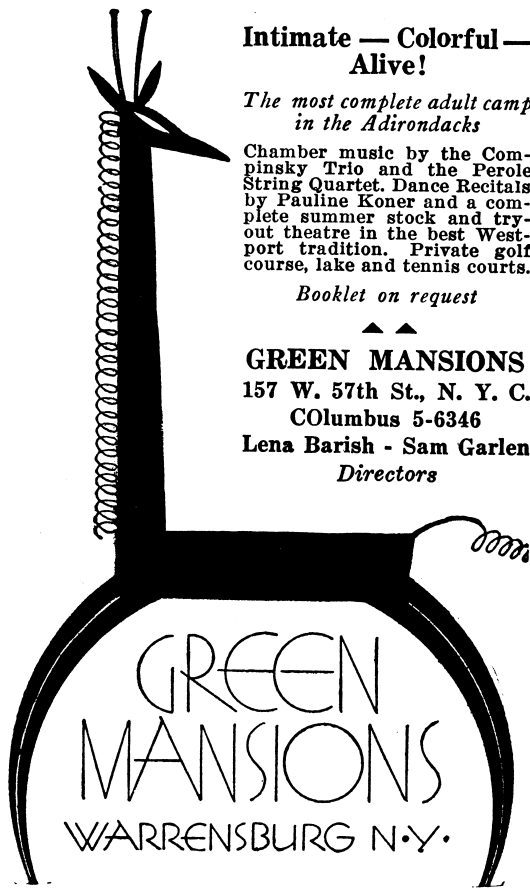 Intimate — Colorful —
Alive!
The most complete adult camp
in the Adirondacks
Chamber music by the Com-
pinsky Trio and the Perole
String Quartet. Dance Recitals
by Pauline Koner and a com-
plete summer stock and try-
out theatre in the best West-
port tradition. Private golf
course, lake and tennis courts.
Booklet on request
GREEN MANSIONS
157 W. 57th St., N. Y. C.
COlumbus 5-6346
Lena Barish - Sam Garlen
Directors
GREEN
MANSIONS
WARRENSBURG N·Y·